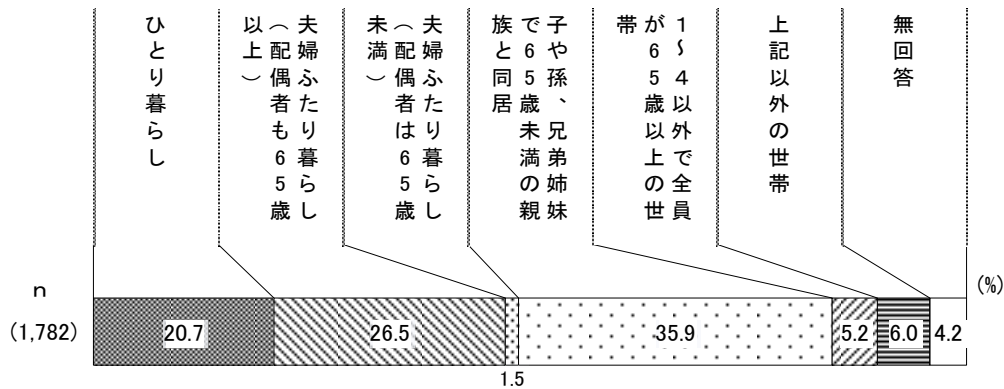 ひとり暮らし
夫婦ふたり暮らし
（配偶者も６５歳
以上）
夫婦ふたり暮らし
（配偶者は６５歳
未満）
子や孫、兄弟姉妹
で６５歳未満の親
族と同居
１～４以外で全員
が６５歳以上の世
帯
上記以外の世帯
無回答
(%)
n
(1,782)
20.7
26.5
1.5
35.9
5.2
6.0
4.2